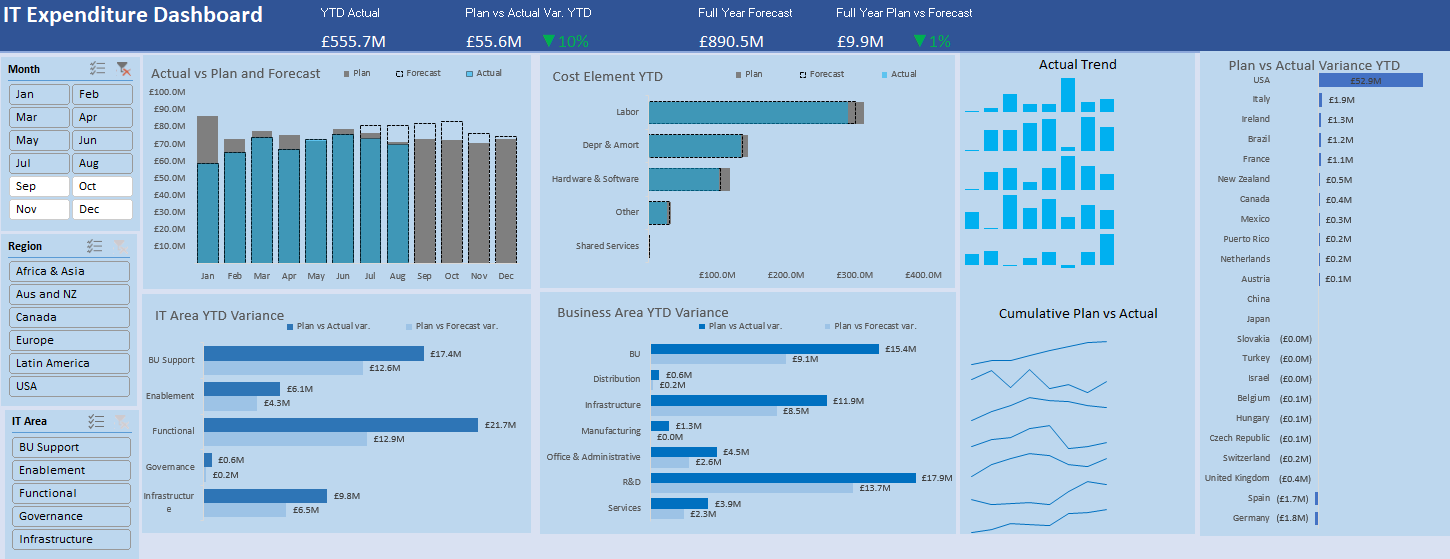 IT Expenditure Dashboard
YTD Actual
£555.7M
Plan vs Actual Var. YTD
£55.6M ▼10%
Full Year Forecast
£890.5M
Full Year Plan vs Forecast
£9.9M ▼1%
Month
Jan Feb
Mar Apr
May Jun
Jul Aug
Sep Oct
Nov Dec
Region
Africa & Asia
Aus and NZ
Canada
Europe
Latin America
USA
IT Area
BU Support
Enablement
Functional
Governance
Infrastructure
Actual vs Plan and Forecast
Plan Forecast Actual
£100.0M
£90.0M
£80.0M
£70.0M
£60.0M
£50.0M
£40.0M
£30.0M
£20.0M
£10.0M
Jan Feb Mar Apr May Jun Jul Aug Sep Oct Nov Dec
Cost Element YTD
Plan Forecast Actual
Labor
Depr & Amort
Hardware & Software
Other
Shared Services
£100.0M £200.0M £300.0M £400.0M
IT Area YTD Variance
Plan vs Actual var. Plan vs Forecast var.
BU Support £17.4M
£12.6M
Enablement £6.1M
£4.3M
Functional £21.7M
£12.9M
Governance £0.6M
£0.2M
Infrastructur
e
£9.8M
£6.5M
Business Area YTD Variance
Plan vs Actual var. Plan vs Forecast var.
BU £15.4M
£9.1M
Distribution £0.6M
£0.2M
Infrastructure £11.9M
£8.5M
Manufacturing £1.3M
£0.0M
Office & Administrative £4.5M
£2.6M
R&D £17.9M
£13.7M
Services £3.9M
£2.3M
Actual Trend
Cumulative Plan vs Actual
Plan vs Actual Variance YTD
USA £52.9M
Italy £1.9M
Ireland £1.3M
Brazil £1.2M
France £1.1M
New Zealand £0.5M
Canada £0.4M
Mexico £0.3M
Puerto Rico £0.2M
Netherlands £0.2M
Austria £0.1M
China
Japan
Slovakia (£0.0M)
Turkey (£0.0M)
Israel (£0.0M)
Belgium (£0.1M)
Hungary (£0.1M)
Czech Republic (£0.1M)
Switzerland (£0.2M)
United Kingdom (£0.4M)
Spain (£1.7M)
Germany (£1.8M)